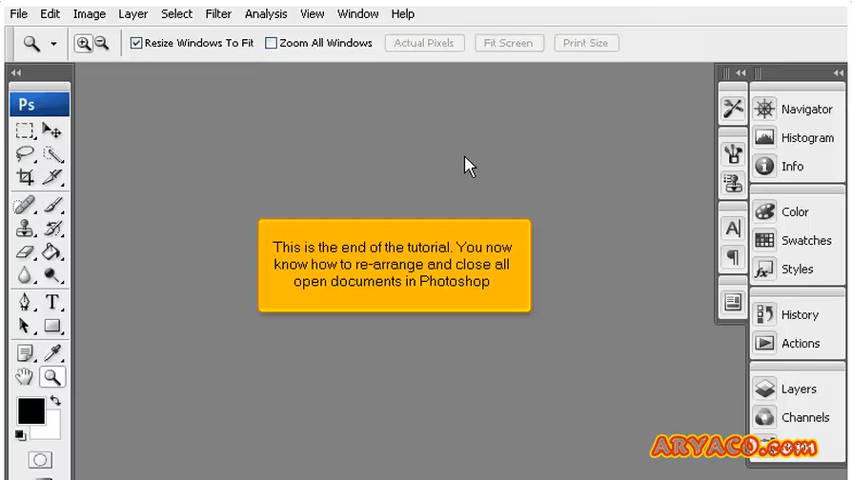 File Edit Image Layer Select Filter Analysis View Window Help
Resize Windows To Fit Zoom All Windows Actual Pixels Fit Screen Print Size
Ps
Navigator
Histogram
Info
Color
Swatches
Styles
History
Actions
Layers
Channels
This is the end of the tutorial. You now
know how to re-arrange and close all
open documents in Photoshop
ARYACO.com